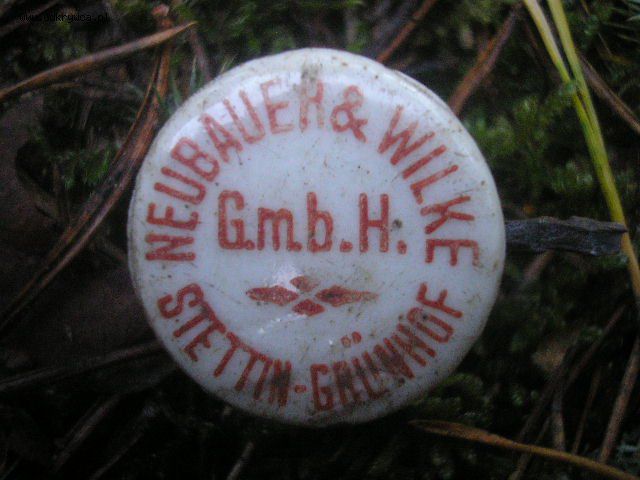 NEUBAUER & WILKE
G.m.b.H.
STETTIN-GRÜNHOF